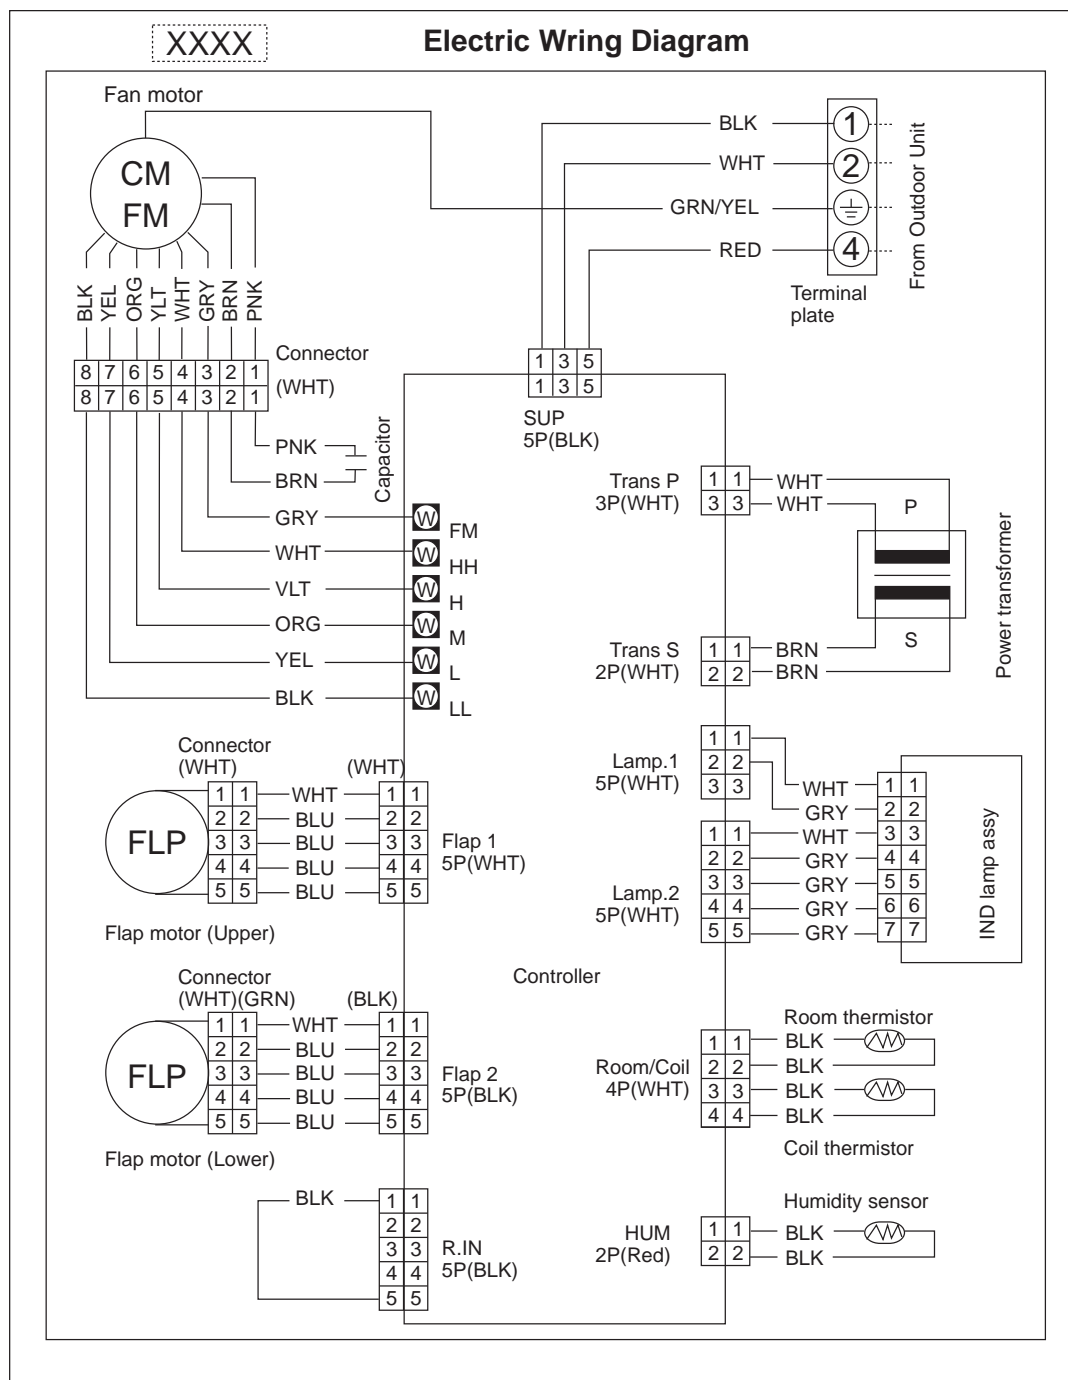 XXXX
Electric Wring Diagram
Fan motor
CM
FM
BLK
YEL
ORG
YLT
WHT
GRY
BRN
PNK
8 7 6 5 4 3 2 1
8 7 6 5 4 3 2 1
Connector
(WHT)
BLK
WHT
GRN/YEL
RED
1
2
4
Terminal
plate
From Outdoor Unit
1 3 5
1 3 5
SUP
5P(BLK)
PNK
BRN
Capacitor
GRY W FM
WHT W HH
VLT W H
ORG W M
YEL W L
BLK W LL
Trans P
3P(WHT)
1 1 WHT
3 3 WHT
P
S
Power transformer
Trans S
2P(WHT)
1 1 BRN
2 2 BRN
Lamp.1
5P(WHT)
1 1
2 2
3 3
Lamp.2
5P(WHT)
1 1
2 2
3 3
4 4
5 5
WHT 1 1
GRY 2 2
WHT 3 3
GRY 4 4
GRY 5 5
GRY 6 6
GRY 7 7
IND lamp assy
Connector
(WHT)
(WHT)
FLP
1 1 WHT 1 1
2 2 BLU 2 2
3 3 BLU 3 3
4 4 BLU 4 4
5 5 BLU 5 5
Flap 1
5P(WHT)
Flap motor (Upper)
Controller
Connector
(WHT)(GRN)
(BLK)
FLP
1 1 WHT 1 1
2 2 BLU 2 2
3 3 BLU 3 3
4 4 BLU 4 4
5 5 BLU 5 5
Flap 2
5P(BLK)
Flap motor (Lower)
Room/Coil
4P(WHT)
Room thermistor
1 1 BLK
2 2 BLK
3 3 BLK
4 4 BLK
Coil thermistor
BLK
1 1
2 2
3 3
4 4
5 5
R.IN
5P(BLK)
HUM
2P(Red)
Humidity sensor
1 1 BLK
2 2 BLK